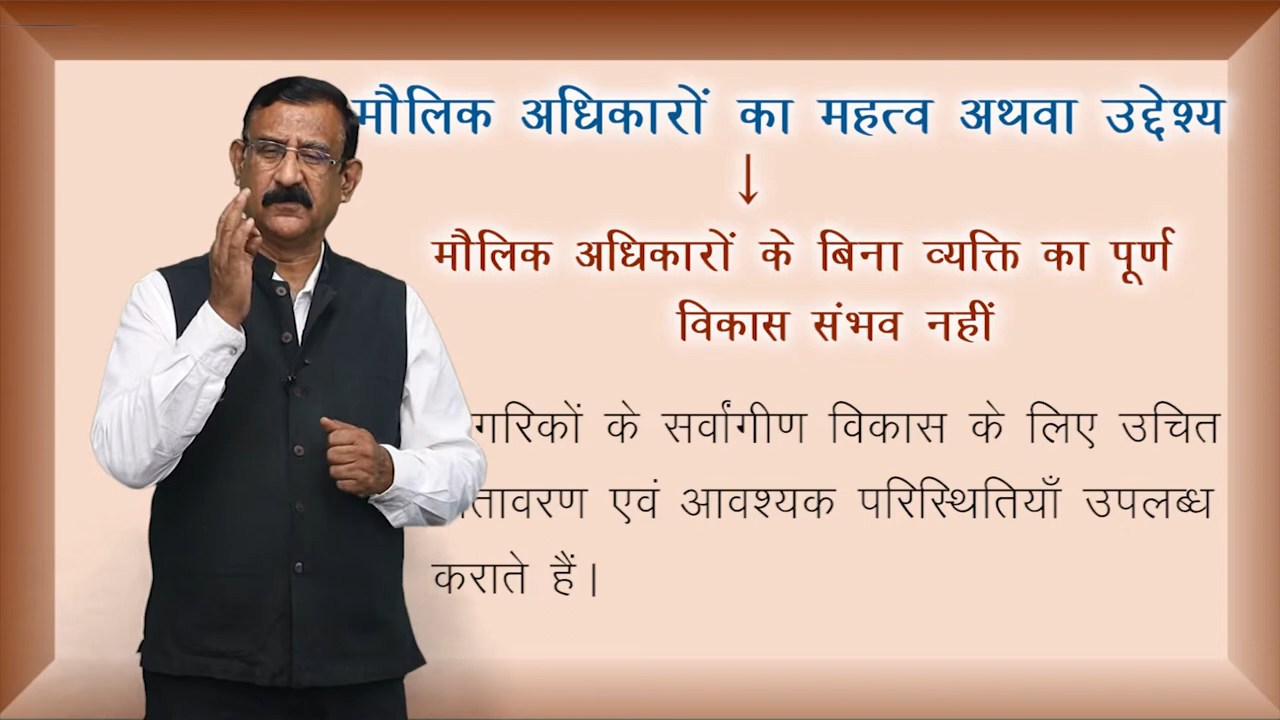 मौलिक अधिकारों का महत्व अथवा उद्देश्य
मौलिक अधिकारों के बिना व्यक्ति का पूर्ण
विकास संभव नहीं
के सर्वांगीण विकास के लिए उचित
एवं आवश्यक परिस्थितियाँ उपलब्ध
कराते हैं।